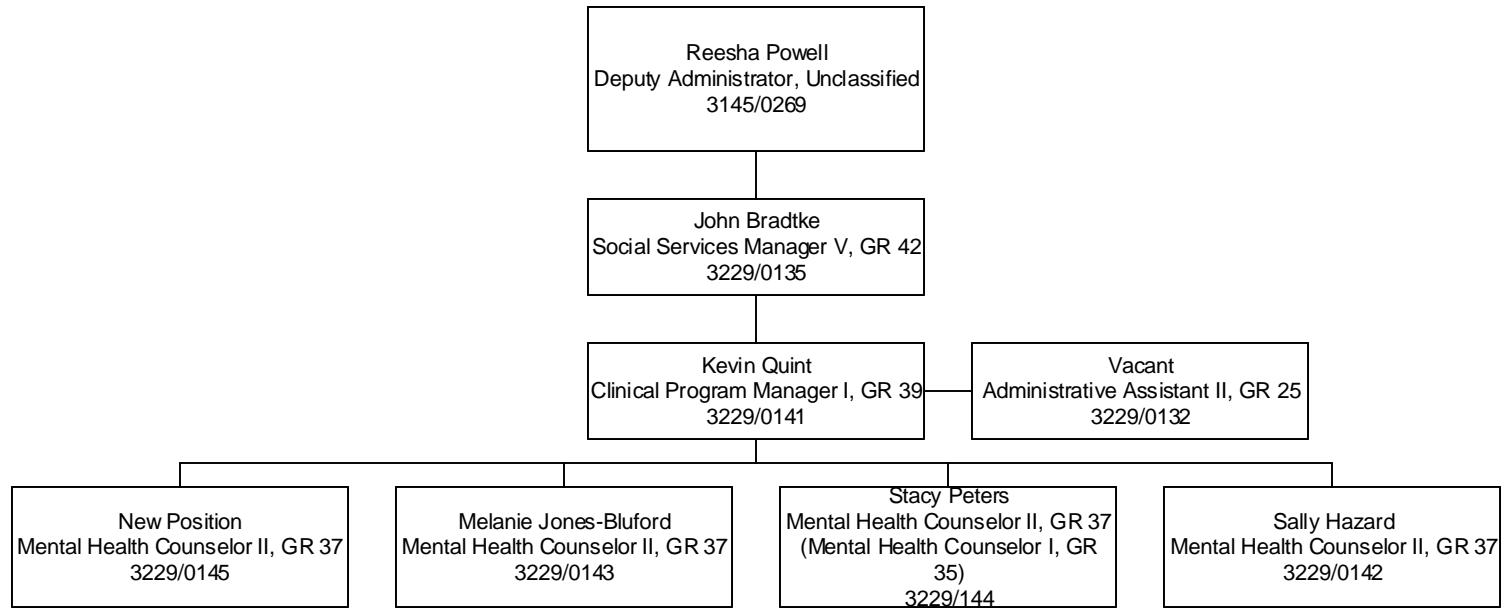 Reesha Powell
Deputy Administrator, Unclassified
3145/0269
John Bradtke
Social Services Manager V, GR 42
3229/0135
Kevin Quint
Clinical Program Manager I, GR 39
3229/0141
Vacant
Administrative Assistant II, GR 25
3229/0132
New Position
Mental Health Counselor II, GR 37
3229/0145
Melanie Jones-Bluford
Mental Health Counselor II, GR 37
3229/0143
Stacy Peters
Mental Health Counselor II, GR 37
(Mental Health Counselor I, GR
35)
3229/144
Sally Hazard
Mental Health Counselor II, GR 37
3229/0142